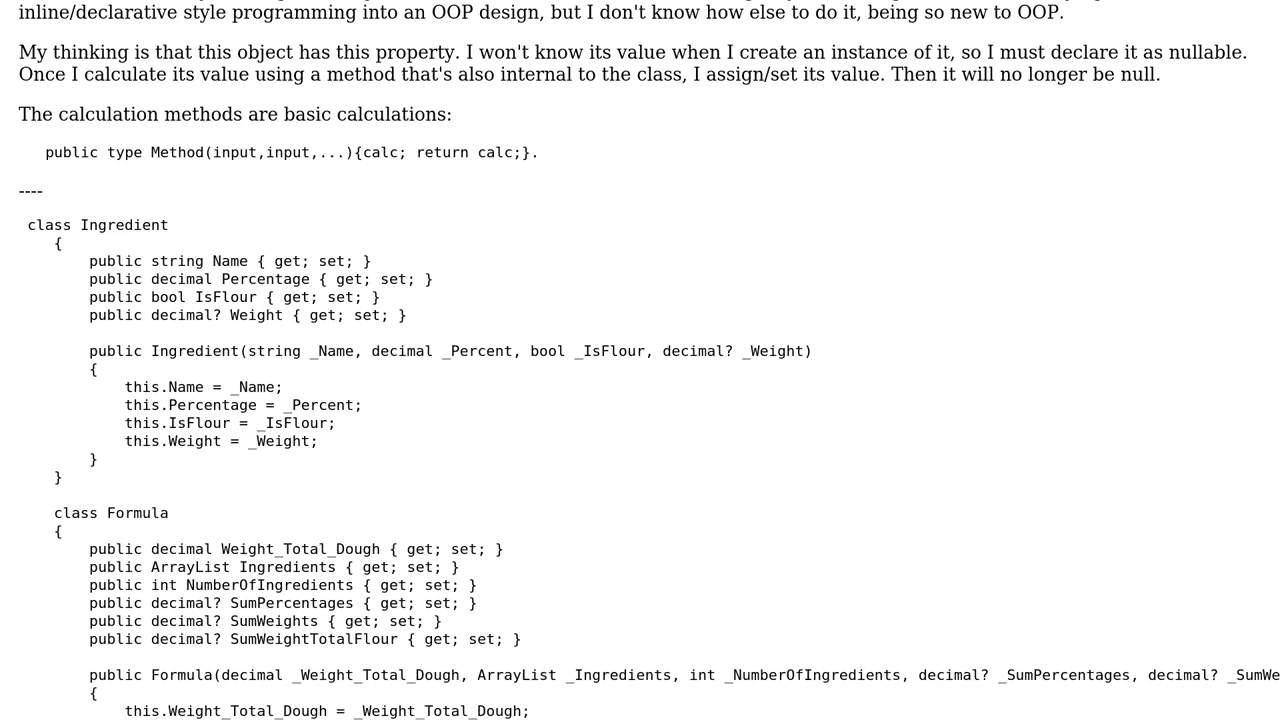 inline/declarative style programming into an OOP design, but I don't know how else to do it, being so new to OOP.
My thinking is that this object has this property. I won't know its value when I create an instance of it, so I must declare it as nullable.
Once I calculate its value using a method that's also internal to the class, I assign/set its value. Then it will no longer be null.
The calculation methods are basic calculations:
public type Method(input,input,...){calc; return calc;}.
----
class Ingredient
{
public string Name { get; set; }
public decimal Percentage { get; set; }
public bool IsFlour { get; set; }
public decimal? Weight { get; set; }
public Ingredient(string _Name, decimal _Percent, bool _IsFlour, decimal? _Weight)
{
this.Name = _Name;
this.Percentage = _Percent;
this.IsFlour = _IsFlour;
this.Weight = _Weight;
}
}
class Formula
{
public decimal Weight_Total_Dough { get; set; }
public ArrayList Ingredients { get; set; }
public int NumberOfIngredients { get; set; }
public decimal? SumPercentages { get; set; }
public decimal? SumWeights { get; set; }
public decimal? SumWeightTotalFlour { get; set; }
public Formula(decimal _Weight_Total_Dough, ArrayList _Ingredients, int _NumberOfIngredients, decimal? _SumPercentages, decimal? _SumWe
{
this.Weight_Total_Dough = _Weight_Total_Dough;